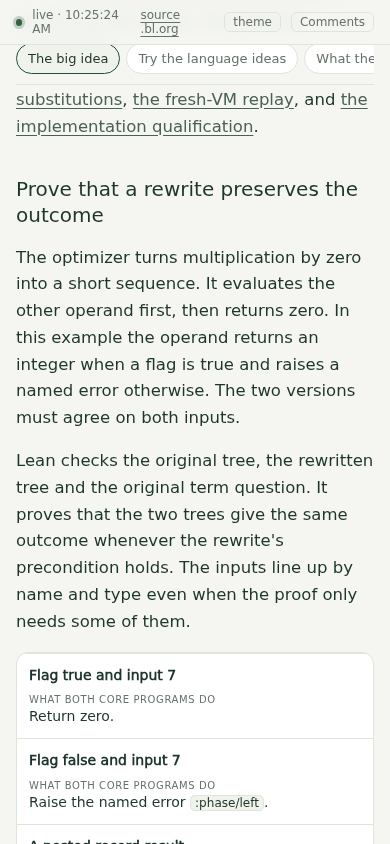 live · 10:25:24 AM
source.bl.org
theme
Comments
The big idea
Try the language ideas
What the
substitutions, the fresh-VM replay, and the
implementation qualification.
Prove that a rewrite preserves the
outcome
The optimizer turns multiplication by zero
into a short sequence. It evaluates the
other operand first, then returns zero. In
this example the operand returns an
integer when a flag is true and raises a
named error otherwise. The two versions
must agree on both inputs.
Lean checks the original tree, the rewritten
tree and the original term question. It
proves that the two trees give the same
outcome whenever the rewrite's
precondition holds. The inputs line up by
name and type even when the proof only
needs some of them.
Flag true and input 7
WHAT BOTH CORE PROGRAMS DO
Return zero.
Flag false and input 7
WHAT BOTH CORE PROGRAMS DO
Raise the named error :phase/left.
A nested record result